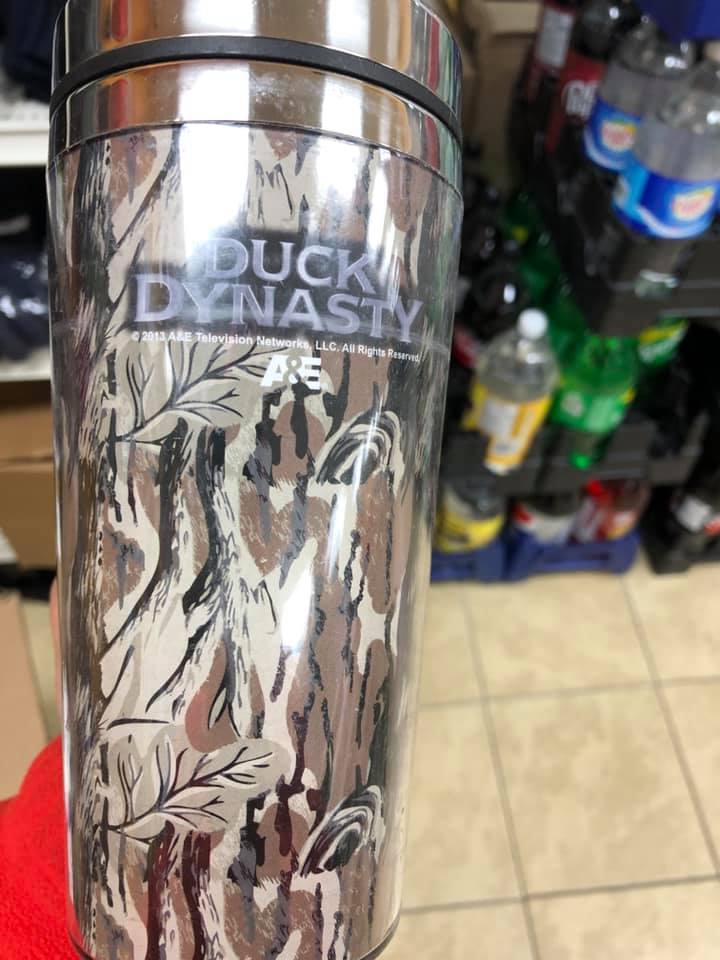 DUCK
DYNASTY
© 2013 A&E Television Networks, LLC. All Rights Reserved.
A&E